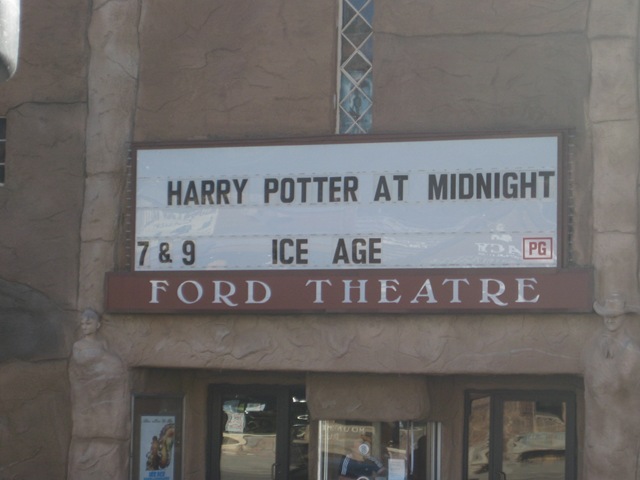 HARRY POTTER AT MIDNIGHT
7 & 9 ICE AGE PG
FORD THEATRE